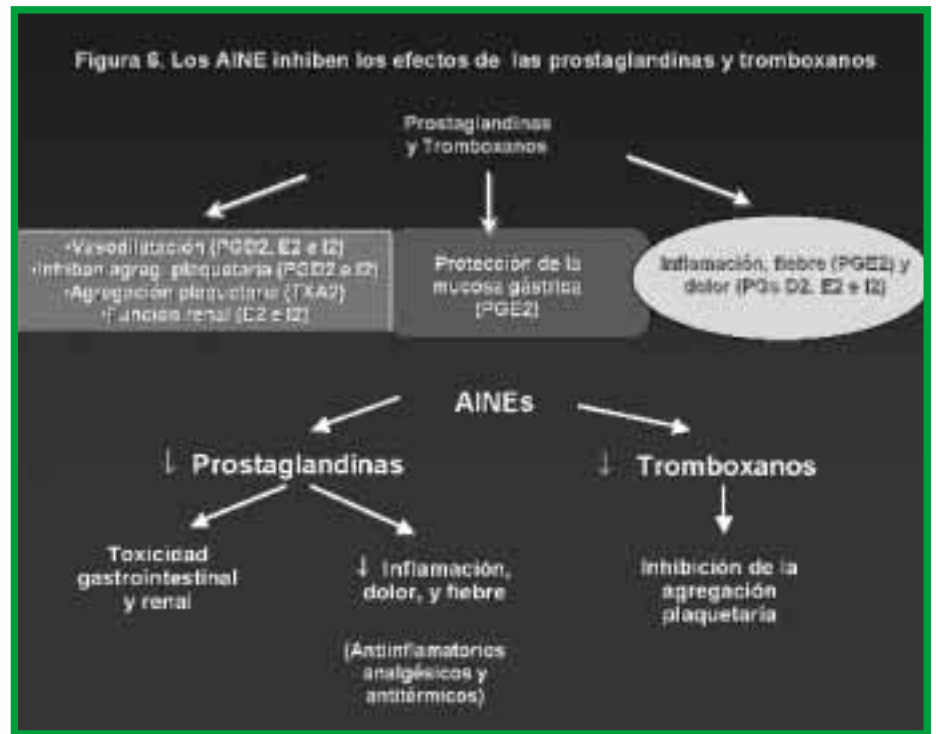 Figura 6. Los AINE inhiben los efectos de las prostaglandinas y tromboxanos
Prostaglandinas
y Tromboxanos
•Vasodilatación (PGD2, E2 e I2)
•Inhiben agreg. plaquetaria (PGD2 e I2)
•Agregación plaquetaria (TXA2)
•Función renal (E2 e I2)
Protección de la
mucosa gástrica
(PGE2)
Inflamación, fiebre (PGE2) y
dolor (PGs D2, E2 e I2)
AINEs
↓ Prostaglandinas
↓ Tromboxanos
Toxicidad
gastrointestinal
y renal
↓ Inflamación,
dolor, y fiebre
(Antiinflamatorios
analgésicos y
antitérmicos)
Inhibición de la
agregación
plaquetaria